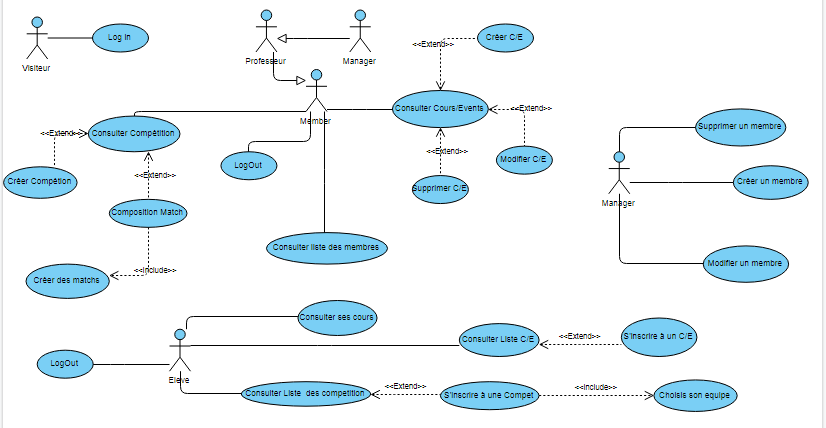 Log In
Visiteur
Professeur
Manager
<<Extend>>
Créer C/E
Member
Consulter Cours/Events
<<Extend>>
<<Extend>>
Modifier C/E
Supprimer C/E
<<Extend>>
Consulter Compétition
Créer Compêtion
LogOut
<<Extend>>
Composition Match
Consulter liste des membres
<<Include>>
Créer des matchs
Supprimer un membre
Manager
Créer un membre
Modifier un membre
Consulter ses cours
Consulter Liste C/E
<<Extend>>
S'inscrire à un C/E
LogOut
Eleve
Consulter Liste des competition
<<Extend>>
S'inscrire à une Compet
<<Include>>
Choisis son equipe